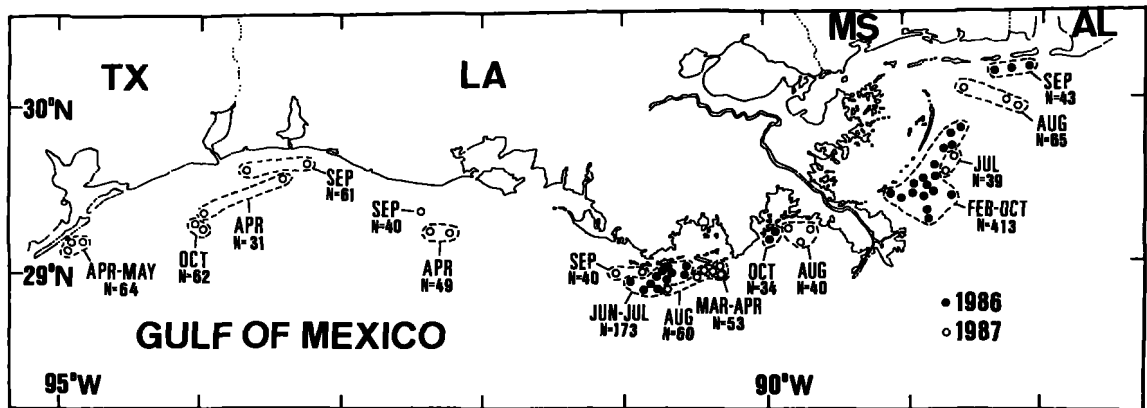 MS
AL
TX
LA
30°N
SEP
N=43
AUG
N=65
JUL
N=39
FEB-OCT
N=413
SEP
N=61
SEP
N=40
APR
N=31
APR
N=49
OCT
N=62
APR-MAY
N=64
29°N
SEP
N=40
JUN-JUL
N=173
AUG
N=60
MAR-APR
N=53
OCT
N=34
AUG
N=40
1986
1987
GULF OF MEXICO
95°W
90°W